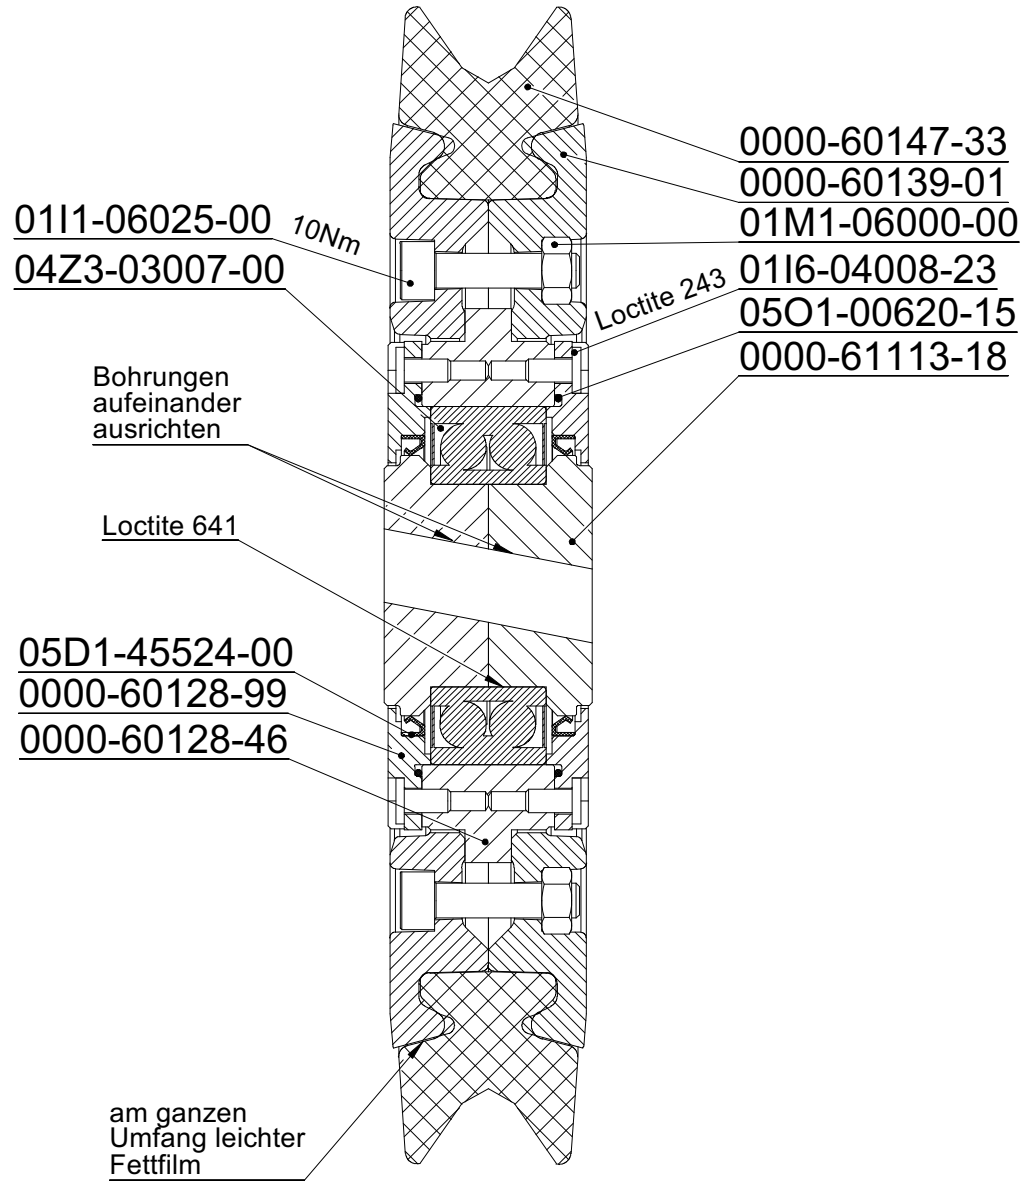 0000-60147-33
0000-60139-01
01I1-06025-00
10Nm
01M1-06000-00
04Z3-03007-00
Loctite 243
01I6-04008-23
05O1-00620-15
0000-61113-18
Bohrungen
aufeinander
ausrichten
Loctite 641
05D1-45524-00
0000-60128-99
0000-60128-46
am ganzen
Umfang leichter
Fettfilm